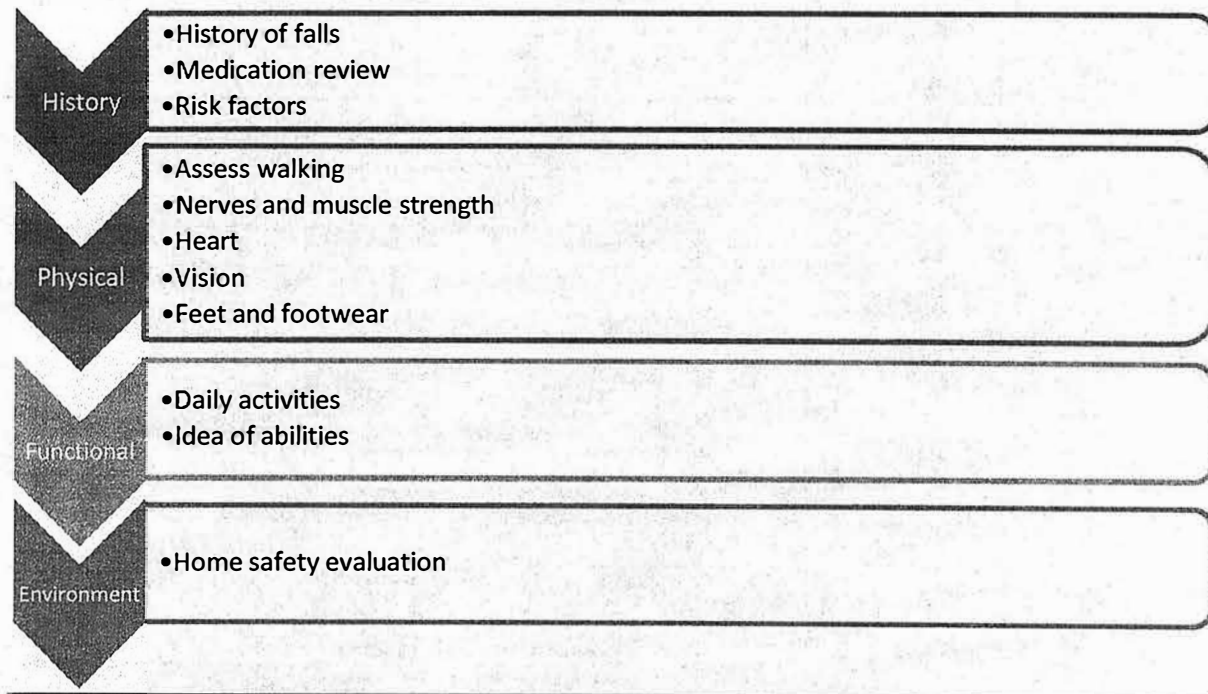 History
•History of falls
•Medication review
•Risk factors
Physical
•Assess walking
•Nerves and muscle strength
•Heart
•Vision
•Feet and footwear
Functional
•Daily activities
•Idea of abilities
Environment
•Home safety evaluation